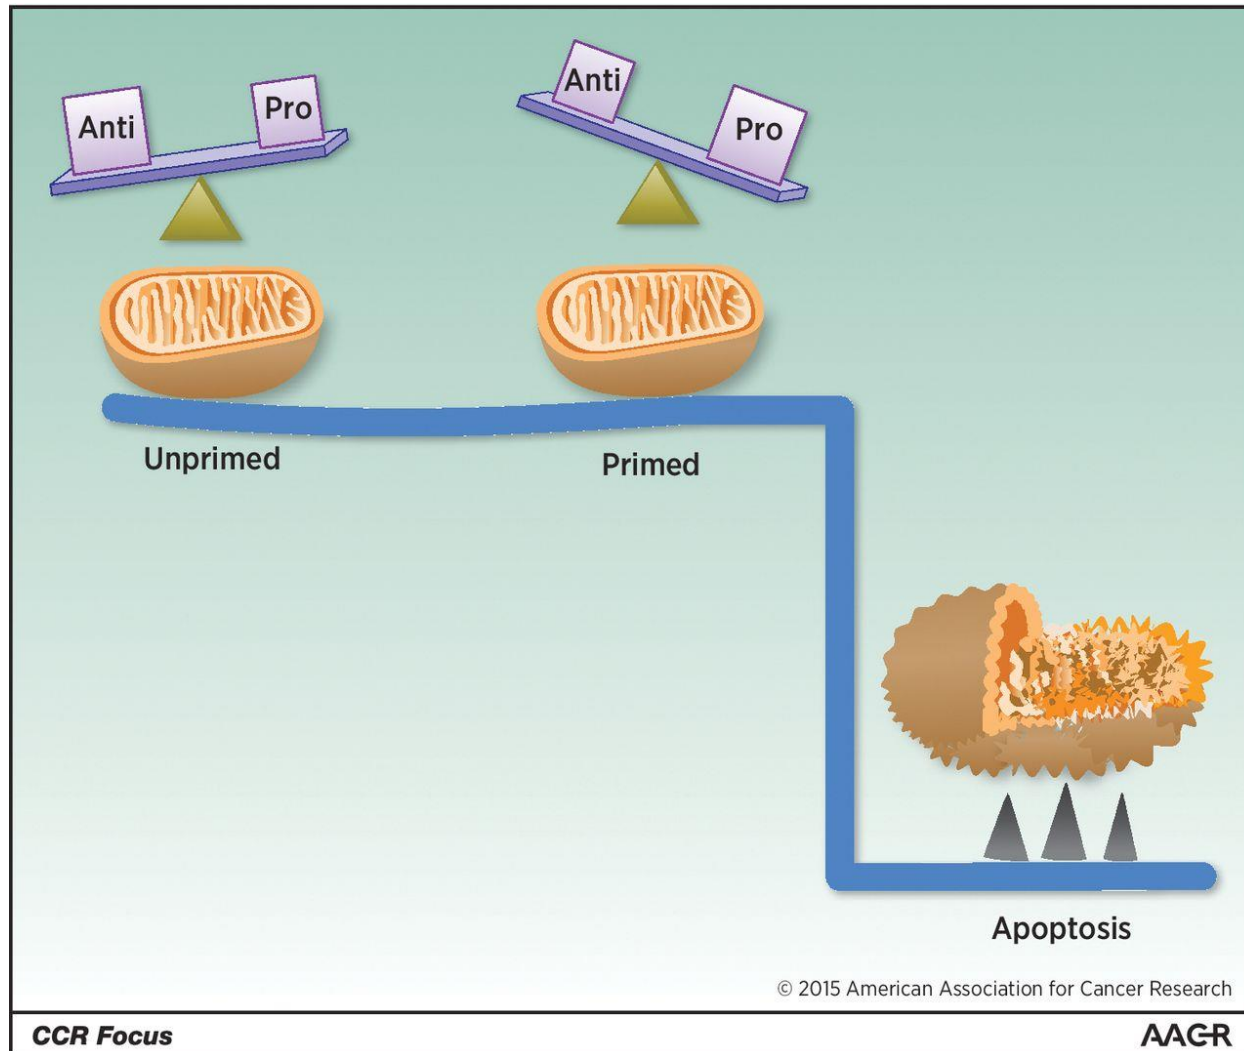 Anti
Pro
Anti
Pro
Unprimed
Primed
Apoptosis
© 2015 American Association for Cancer Research
CCR Focus
AACR